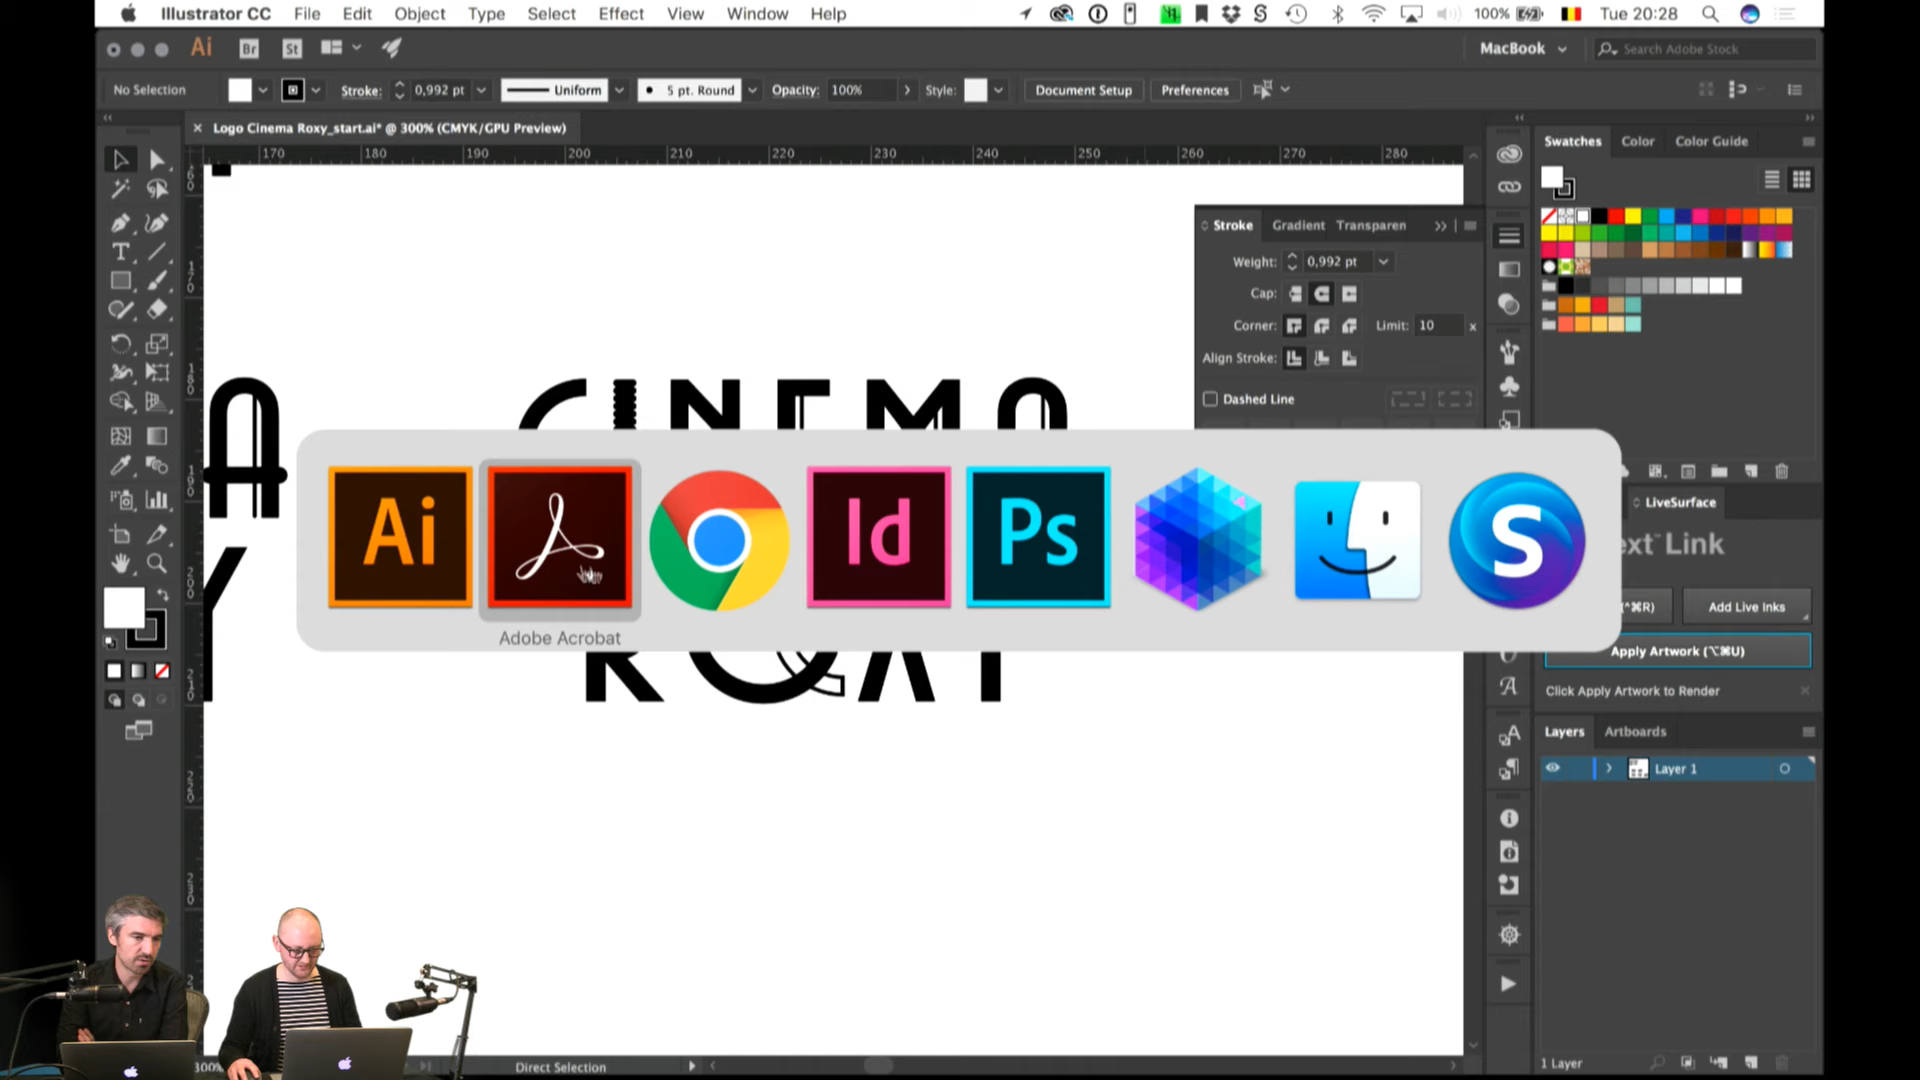 Illustrator CC File Edit Object Type Select Effect View Window Help
100% Tue 20:28
Ai Br St
MacBook
Search Adobe Stock
No Selection Stroke: 0,992 pt Uniform 5 pt. Round Opacity: 100% Style: Document Setup Preferences
Logo Cinema Roxy_start.ai* @ 300% (CMYK/GPU Preview)
Swatches Color Color Guide
170 180 190 200 210 220 230 240 250 260 270 280
Stroke Gradient Transparen
Weight: 0,992 pt
Cap:
Corner: Limit: 10 x
Align Stroke:
Dashed Line
A CINEMA
Ai Id Ps S
Adobe Acrobat
Y ROXY
LiveSurface
ext™ Link
(^⌘R) Add Live Inks
Apply Artwork (⌥⌘U)
Click Apply Artwork to Render
Layers Artboards
Layer 1
300% Direct Selection
1 Layer